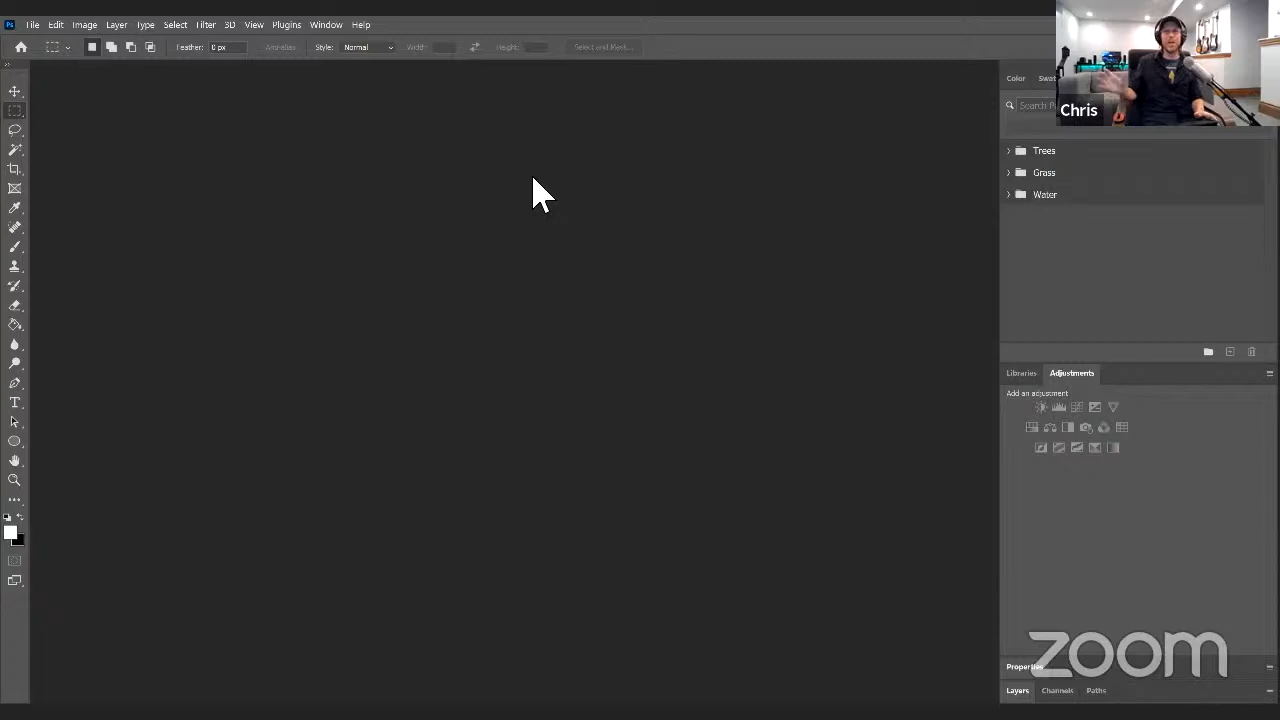 Ps File Edit Image Layer Type Select Filter 3D View Plugins Window Help
Feather: 0 px Anti-alias Style: Normal Width: Height: Select and Mask...
Chris
Color Swat
Search Pa
Trees
Grass
Water
Libraries Adjustments
Add an adjustment
Properties
zoom
Layers Channels Paths